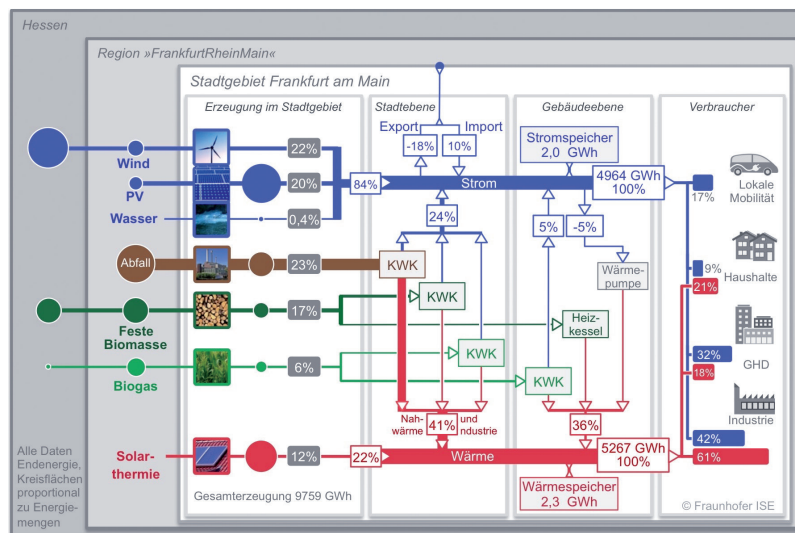 Hessen
Region »FrankfurtRheinMain«
Stadtgebiet Frankfurt am Main
Erzeugung im Stadtgebiet
Stadtebene
Gebäudeebene
Verbraucher
Export
Import
-18%
10%
Stromspeicher
2,0 GWh
Wind
22%
PV
20%
Wasser
0,4%
84%
Strom
4964 GWh
100%
Lokale
Mobilität
17%
24%
5%
-5%
Abfall
23%
KWK
Wärme-
pumpe
9%
Haushalte
21%
Feste
Biomasse
17%
KWK
Heiz-
kessel
Biogas
6%
KWK
KWK
32%
GHD
18%
Nah-
wärme
41%
und
Industrie
36%
Industrie
42%
61%
Solar-
thermie
12%
22%
Wärme
5267 GWh
100%
Wärmespeicher
2,3 GWh
Gesamterzeugung 9759 GWh
Alle Daten
Endenergie,
Kreisflächen
proportional
zu Energie-
mengen
© Fraunhofer ISE